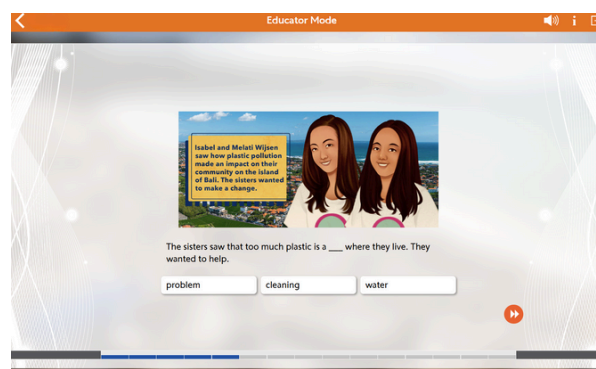 Educator Mode
Isabel and Melati Wijsen
saw how plastic pollution
made an impact on their
community on the island
of Bali. The sisters wanted
to make a change.
The sisters saw that too much plastic is a ___ where they live. They
wanted to help.
problem
cleaning
water